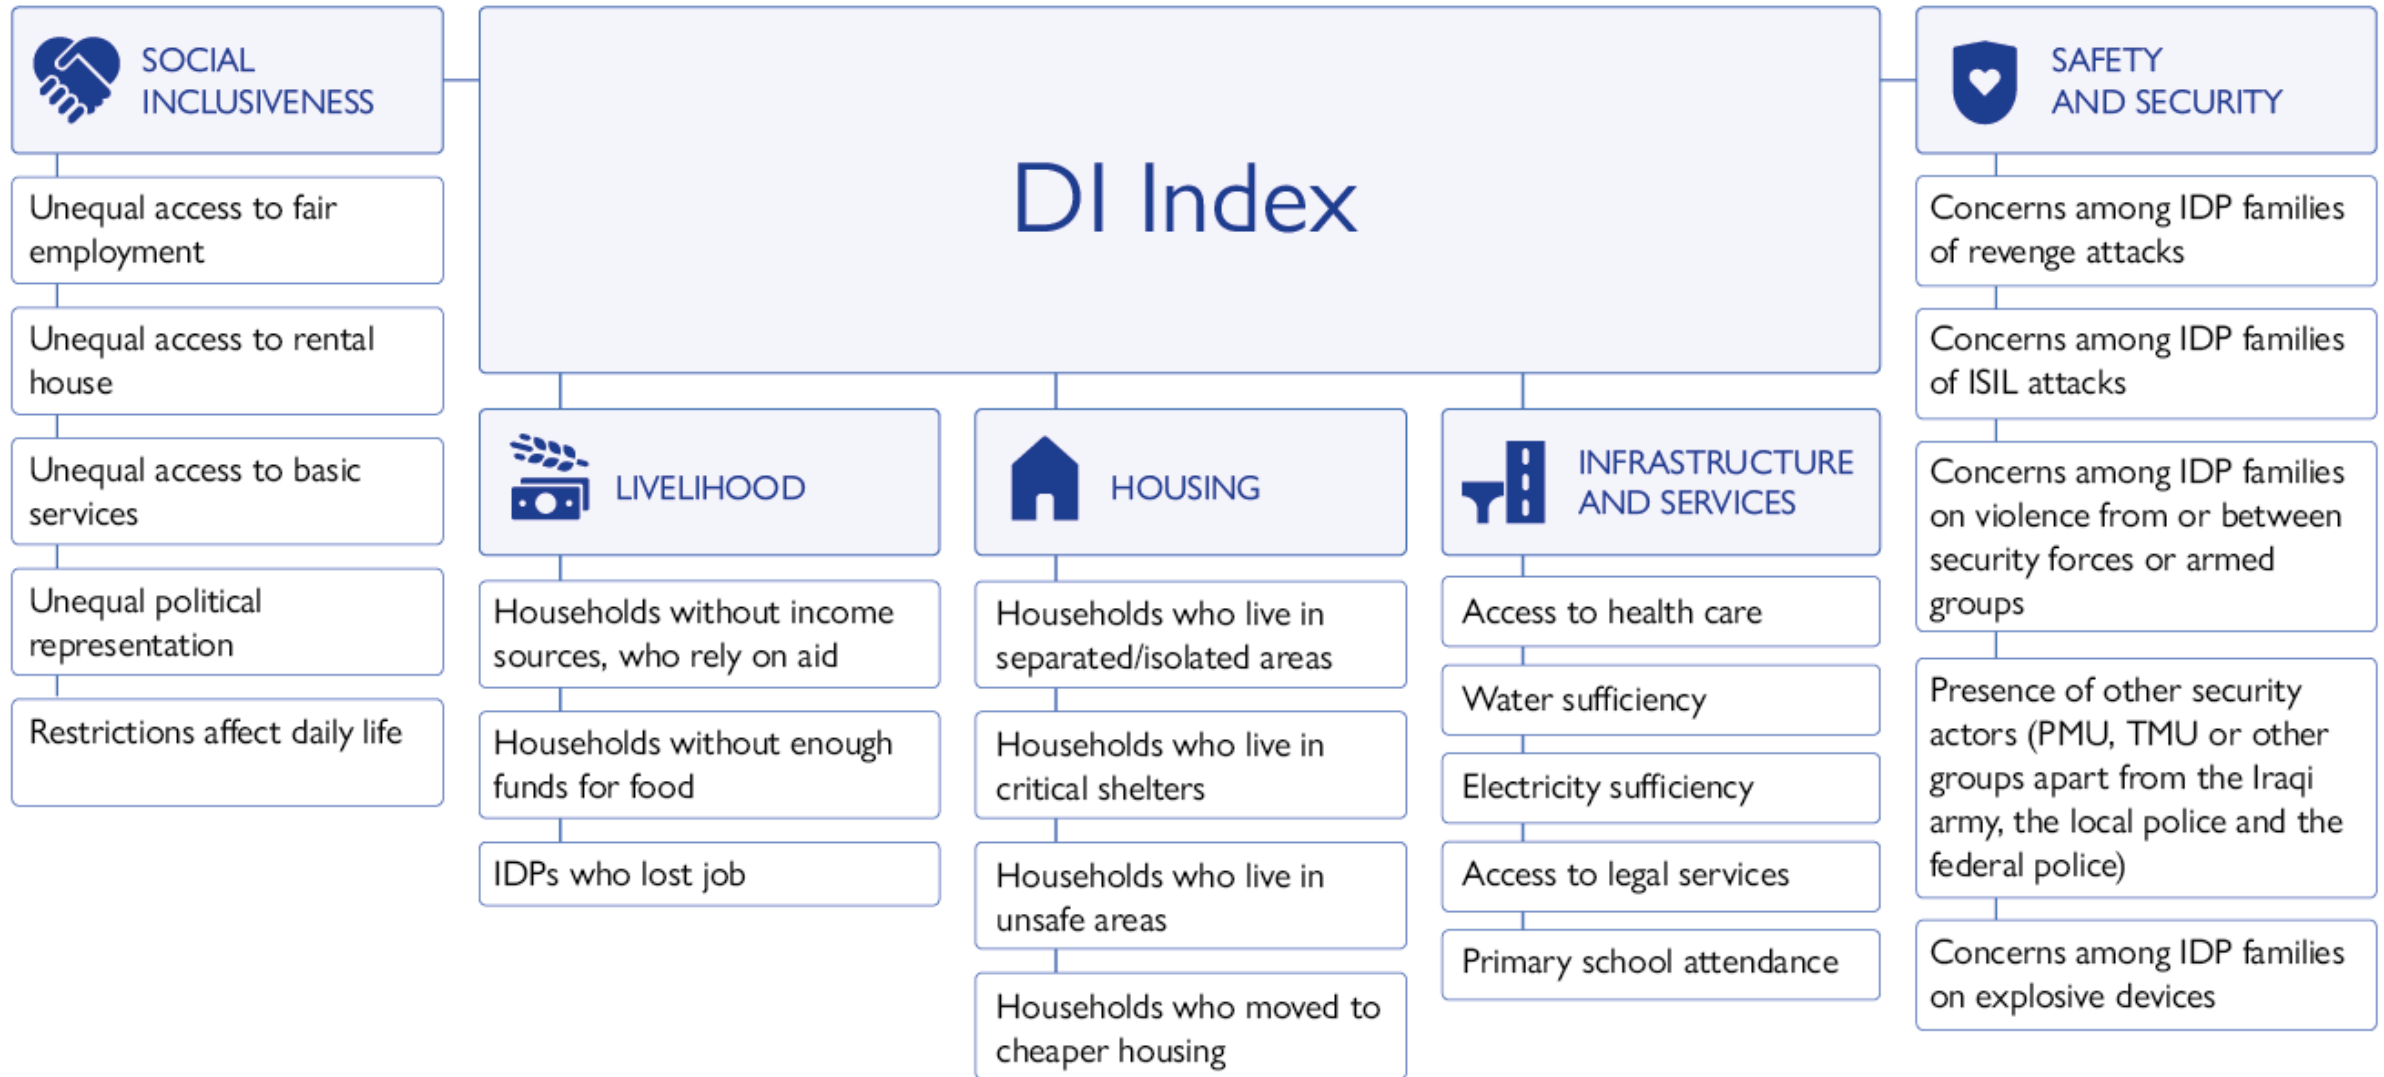 SOCIAL
INCLUSIVENESS
Unequal access to fair
employment
Unequal access to rental
house
Unequal access to basic
services
Unequal political
representation
Restrictions affect daily life
DI Index
LIVELIHOOD
Households without income
sources, who rely on aid
Households without enough
funds for food
IDPs who lost job
HOUSING
Households who live in
separated/isolated areas
Households who live in
critical shelters
Households who live in
unsafe areas
Households who moved to
cheaper housing
INFRASTRUCTURE
AND SERVICES
Access to health care
Water sufficiency
Electricity sufficiency
Access to legal services
Primary school attendance
SAFETY
AND SECURITY
Concerns among IDP families
of revenge attacks
Concerns among IDP families
of ISIL attacks
Concerns among IDP families
on violence from or between
security forces or armed
groups
Presence of other security
actors (PMU, TMU or other
groups apart from the Iraqi
army, the local police and the
federal police)
Concerns among IDP families
on explosive devices